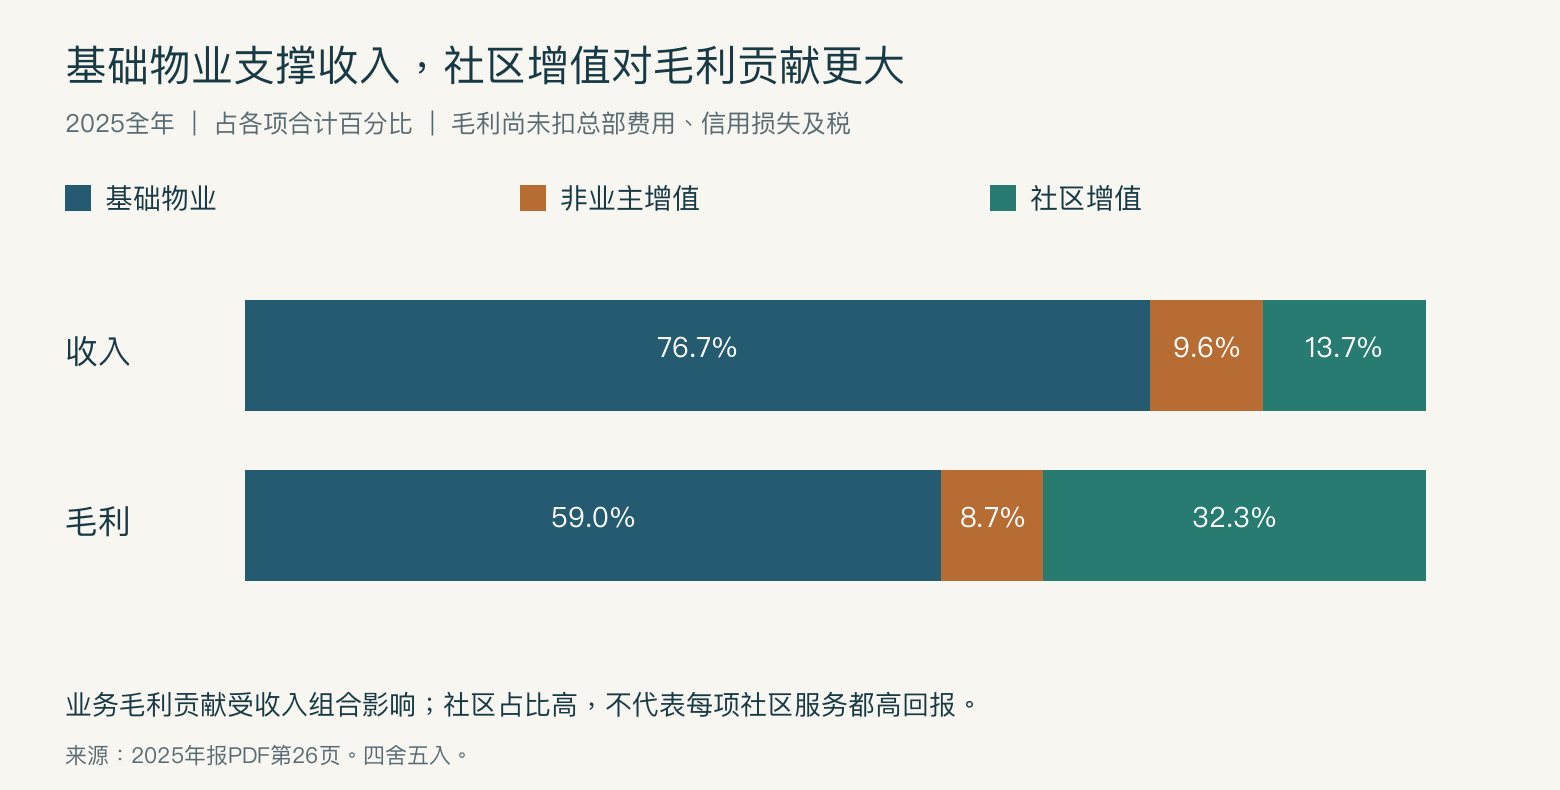 基础物业支撑收入，社区增值对毛利贡献更大
2025全年 ｜ 占各项合计百分比 ｜ 毛利尚未扣总部费用、信用损失及税
基础物业 非业主增值 社区增值
收入 76.7% 9.6% 13.7%
毛利 59.0% 8.7% 32.3%
业务毛利贡献受收入组合影响；社区占比高，不代表每项社区服务都高回报。
来源：2025年报PDF第26页。四舍五入。